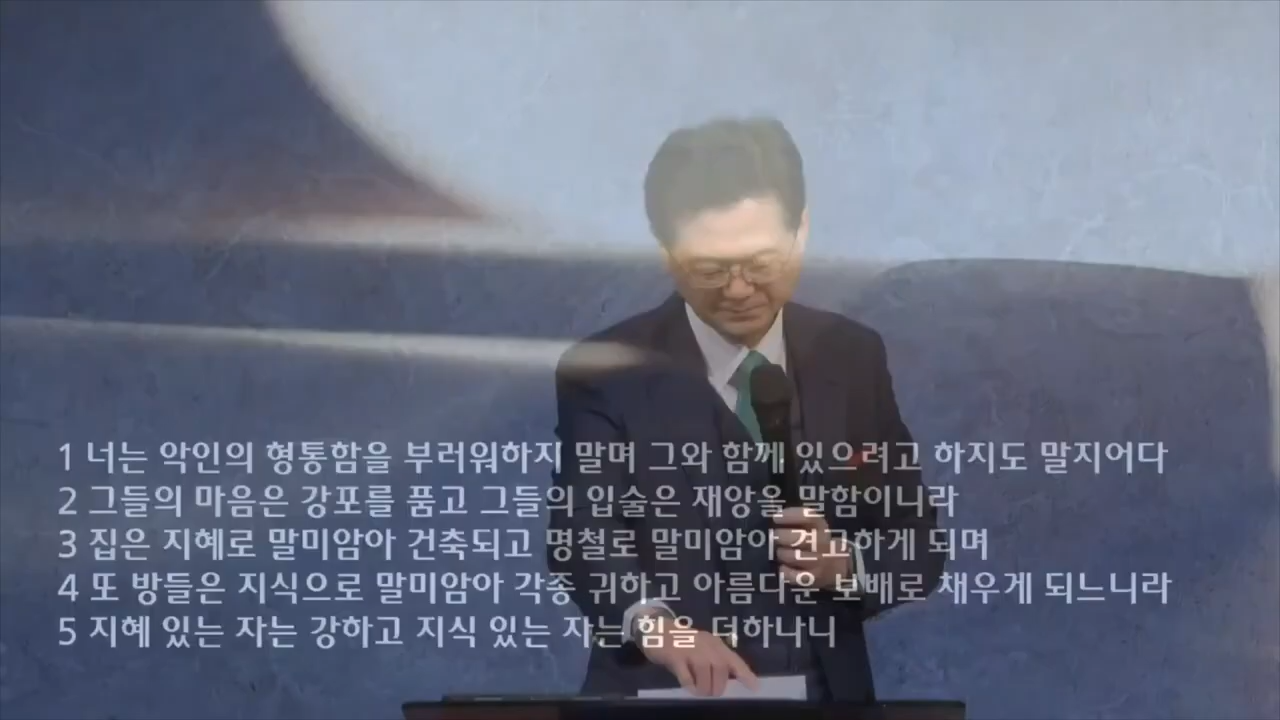 1 너는 악인의 형통함을 부러워하지 말며 그와 함께 있으려고 하지도 말지어다
2 그들의 마음은 강포를 품고 그들의 입술은 재앙을 말함이니라
3 집은 지혜로 말미암아 건축되고 명철로 말미암아 견고하게 되며
4 또 방들은 지식으로 말미암아 각종 귀하고 아름다운 보배로 채우게 되느니라
5 지혜 있는 자는 강하고 지식 있는 자는 힘을 더하나니